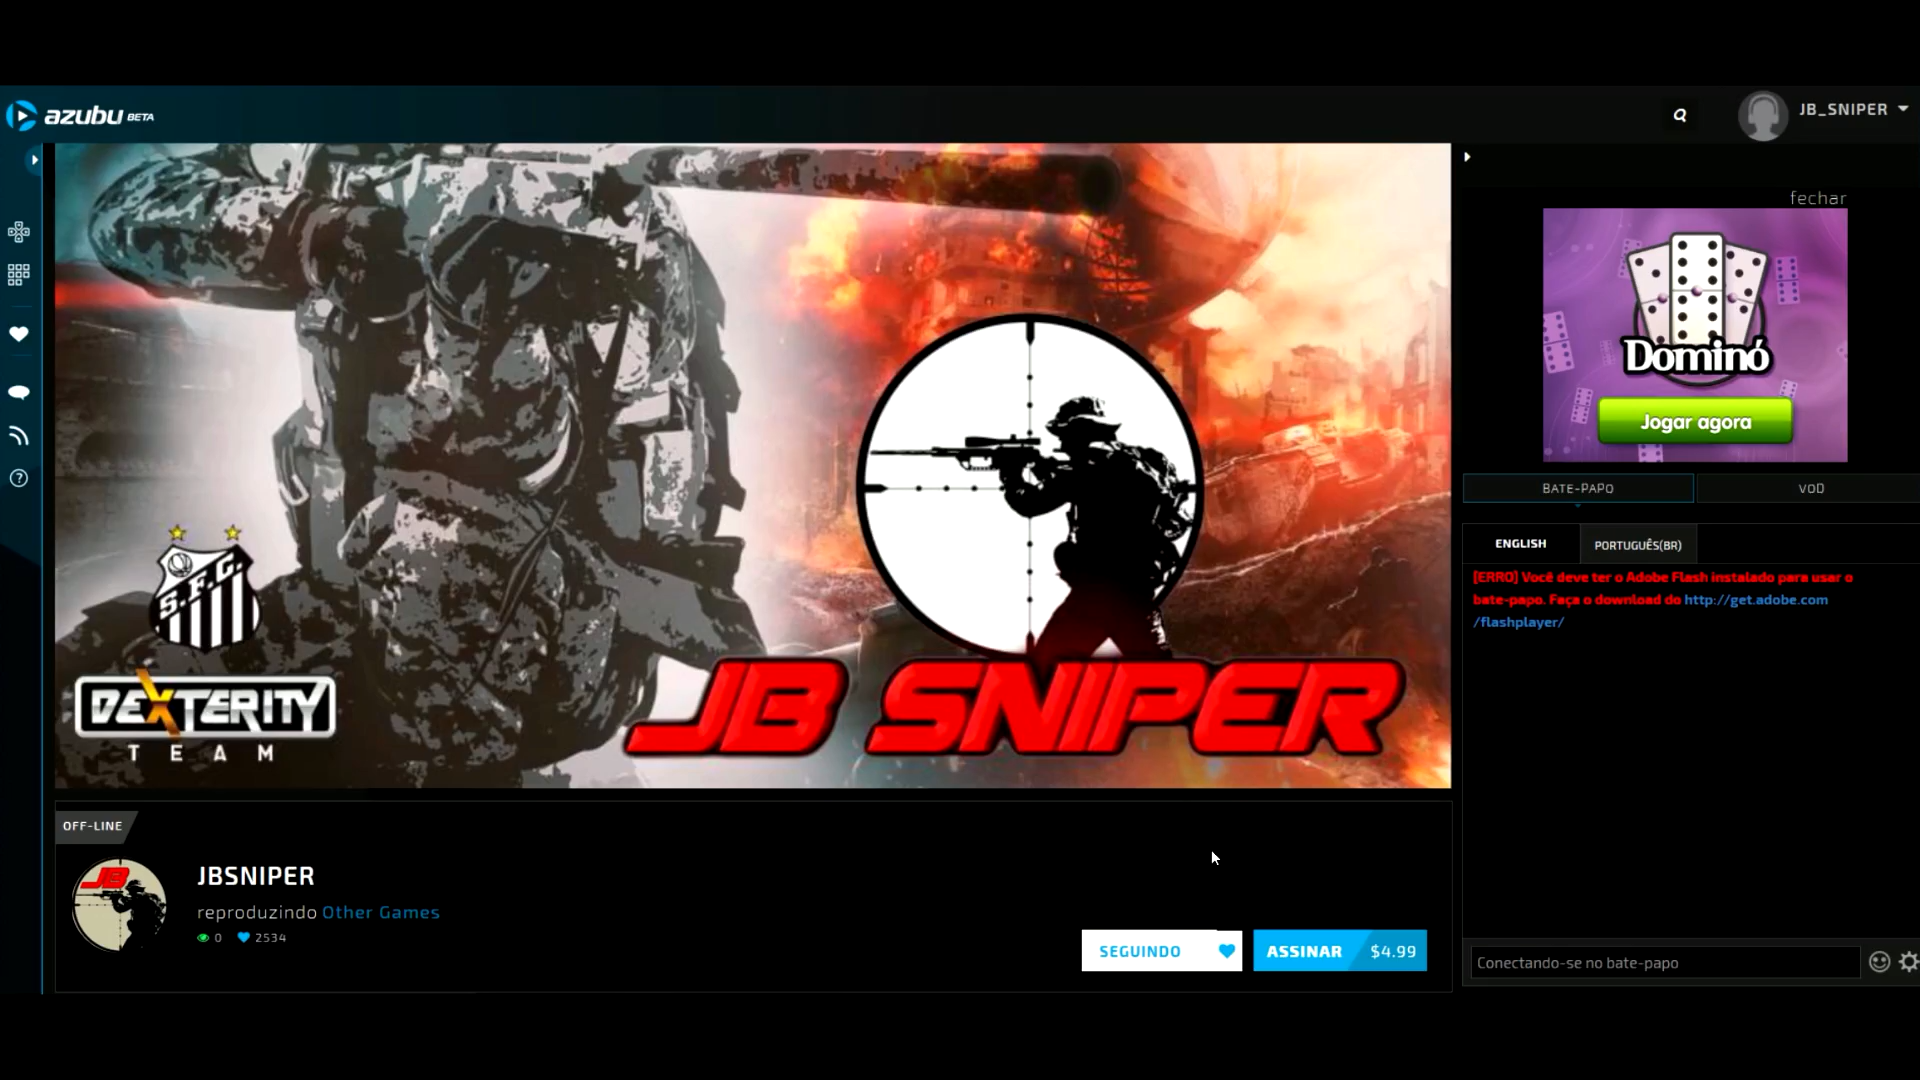 azubu BETA
JB_SNIPER
fechar
Dominó
Jogar agora
BATE-PAPO
VOD
ENGLISH
PORTUGUÊS(BR)
[ERRO] Você deve ter o Adobe Flash instalado para usar o
bate-papo. Faça o download do http://get.adobe.com
/flashplayer/
S.F.C.
DEXTERITY
TEAM
JB SNIPER
OFF-LINE
JB
JBSNIPER
reproduzindo Other Games
0 2534
SEGUINDO
ASSINAR $4.99
Conectando-se no bate-papo